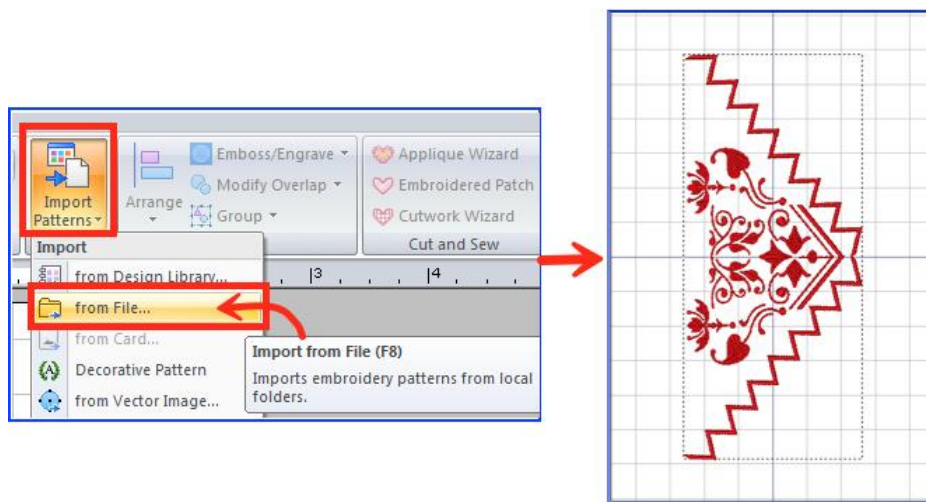 Import
Patterns
Arrange
Emboss/Engrave
Modify Overlap
Group
Applique Wizard
Embroidered Patch
Cutwork Wizard
Cut and Sew
Import
from Design Library...
|3
|4
from File...
from Card...
Decorative Pattern
from Vector Image...
Import from File (F8)
Imports embroidery patterns from local
folders.